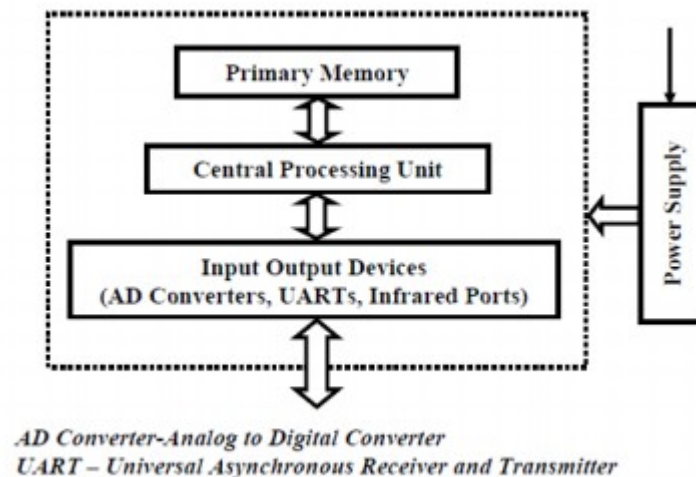 Primary Memory
Central Processing Unit
Input Output Devices
(AD Converters, UARTs, Infrared Ports)
Power Supply
AD Converter-Analog to Digital Converter
UART – Universal Asynchronous Receiver and Transmitter